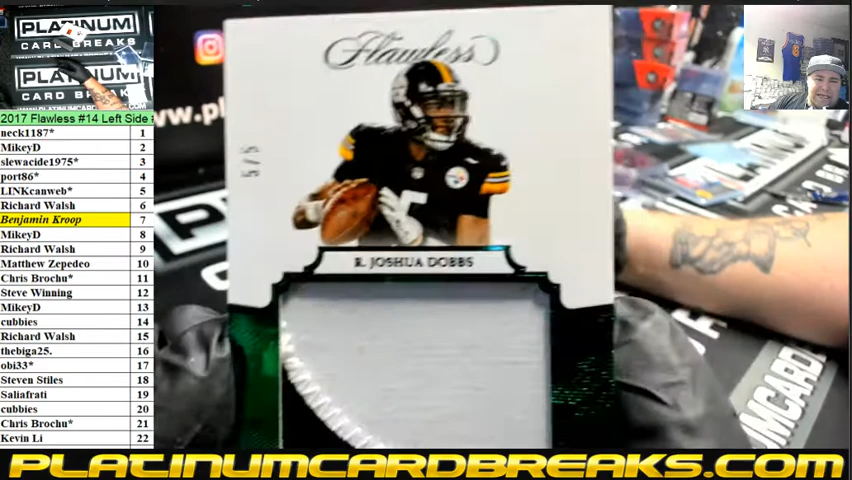 PLATINUM
CARD BREAKS
PLATINUM
CARD BREAK
2017 Flawless #14 Left Side #
neck1187* 1
MikeyD 2
slewacide1975* 3
port86* 4
LINKcanweb* 5
Richard Walsh 6
Benjamin Kroop 7
MikeyD 8
Richard Walsh 9
Matthew Zepedeo 10
Chris Brochu* 11
Steve Winning 12
MikeyD 13
cubbies 14
Richard Walsh 15
thebiga25. 16
obi33* 17
Steven Stiles 18
Saliafrati 19
cubbies 20
Chris Brochu* 21
Kevin Li 22
Flawless
5/5
R. JOSHUA DOBBS
www.p
PLATINUMCARDBREAKS.COM